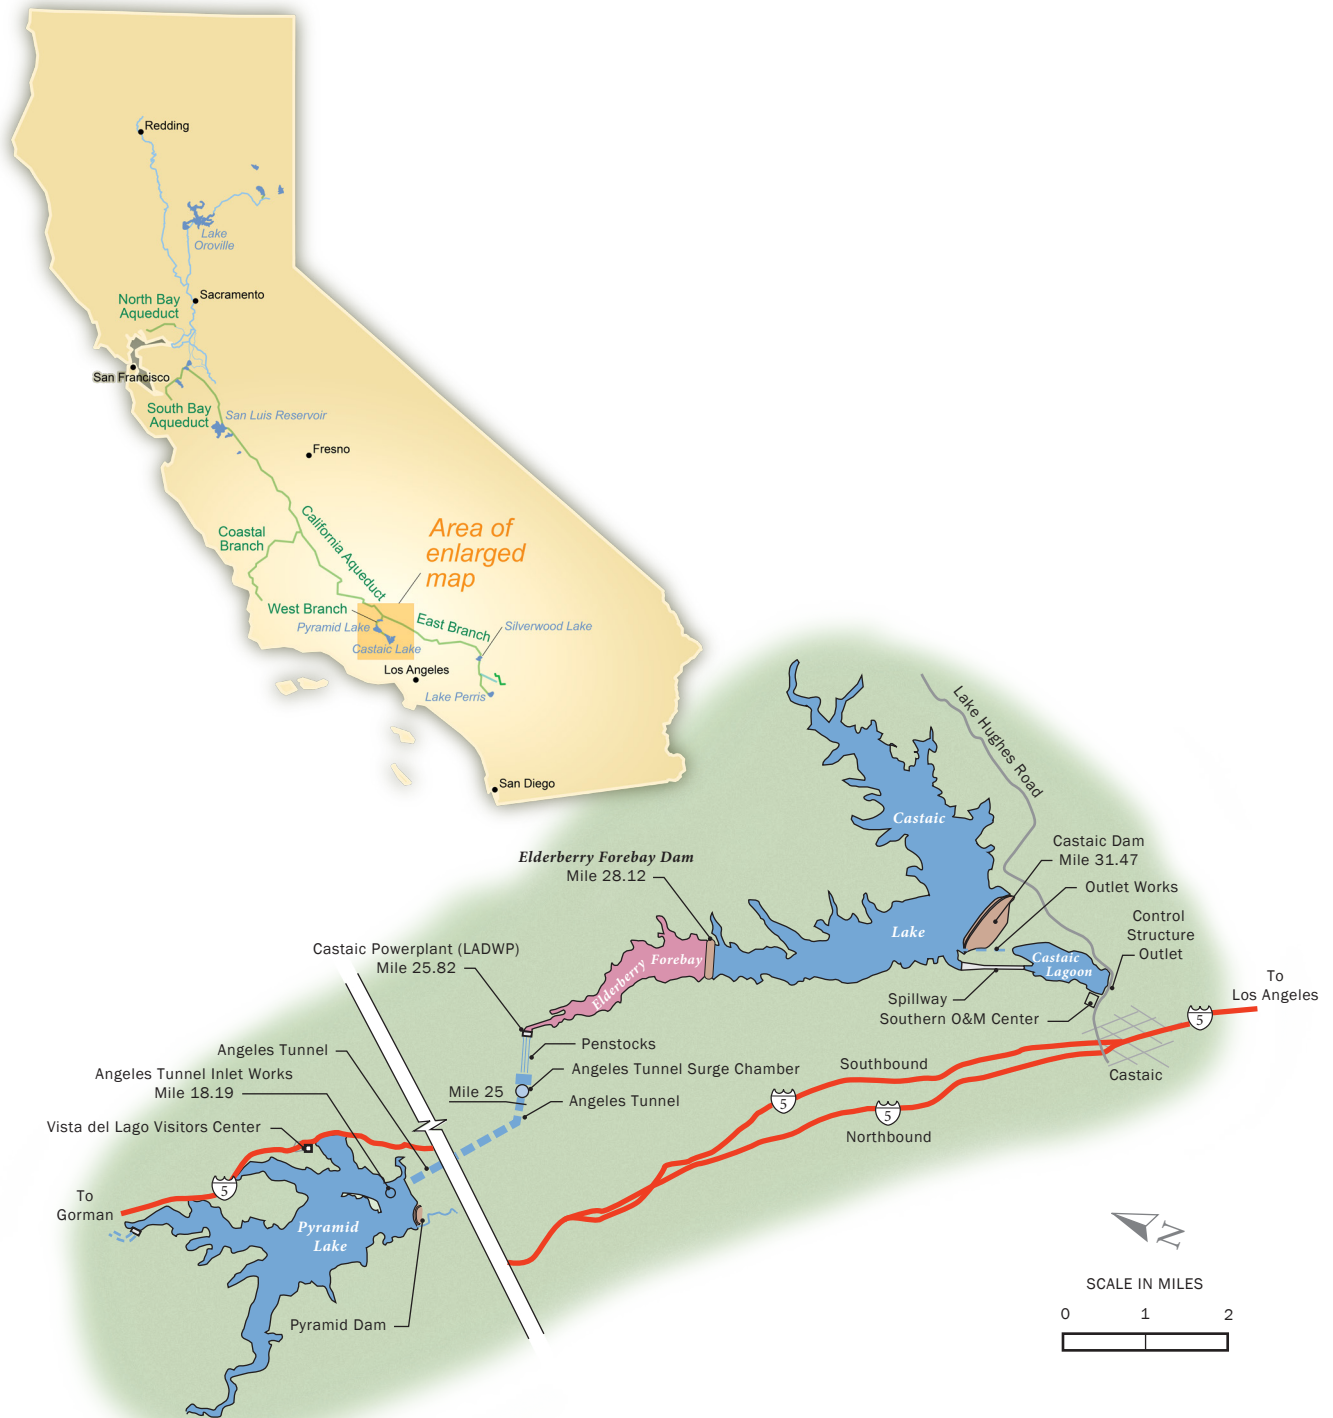 Redding
Lake
Oroville
North Bay
Aqueduct
Sacramento
San Francisco
South Bay
Aqueduct
San Luis Reservoir
Fresno
Coastal
Branch
California Aqueduct
Area of
enlarged
map
West Branch
East Branch
Pyramid Lake
Silverwood Lake
Castaic Lake
Los Angeles
Lake Perris
San Diego
Lake Hughes Road
Castaic
Lake
Castaic Dam
Mile 31.47
Outlet Works
Elderberry Forebay Dam
Mile 28.12
Control
Structure
Outlet
Castaic
Lagoon
Castaic Powerplant (LADWP)
Mile 25.82
Elderberry Forebay
To
Los Angeles
5
Spillway
Southern O&M Center
Castaic
Penstocks
Angeles Tunnel Surge Chamber
Mile 25
Angeles Tunnel
Southbound
5
5
Northbound
Angeles Tunnel
Angeles Tunnel Inlet Works
Mile 18.19
Vista del Lago Visitors Center
5
To
Gorman
Pyramid
Lake
Pyramid Dam
N
SCALE IN MILES
0 1 2